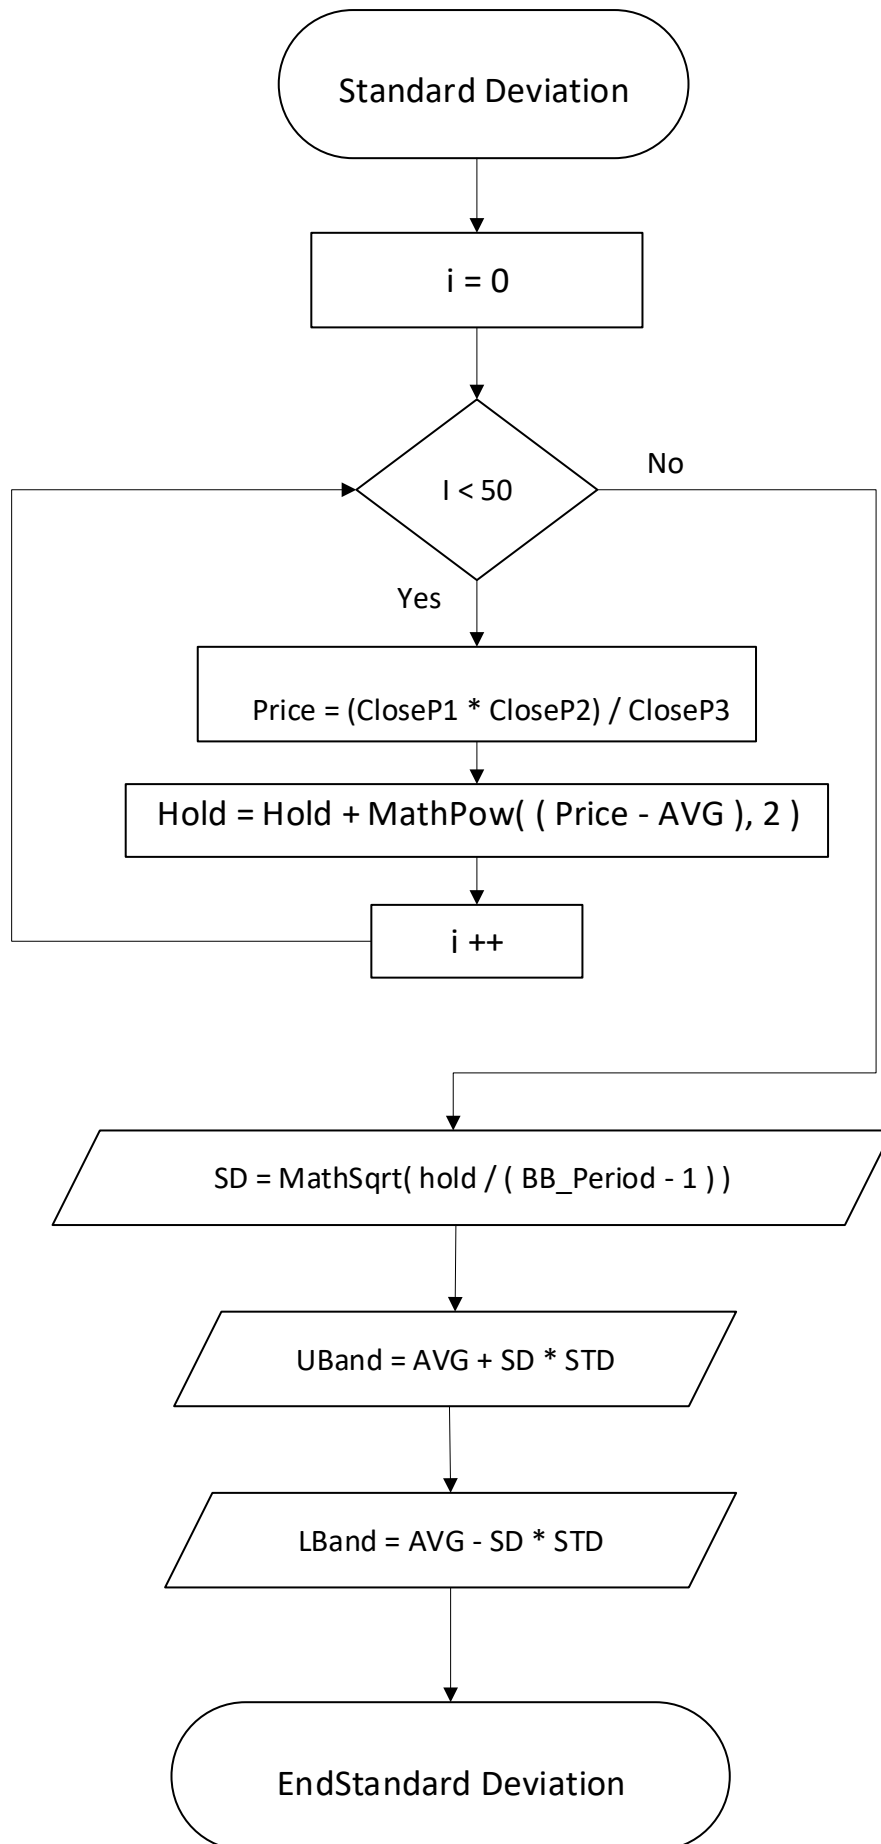 Standard Deviation
i = 0
I < 50
No
Yes
Price = (CloseP1 * CloseP2) / CloseP3
Hold = Hold + MathPow( ( Price - AVG ), 2 )
i ++
SD = MathSqrt( hold / ( BB_Period - 1 ) )
UBand = AVG + SD * STD
LBand = AVG - SD * STD
EndStandard Deviation